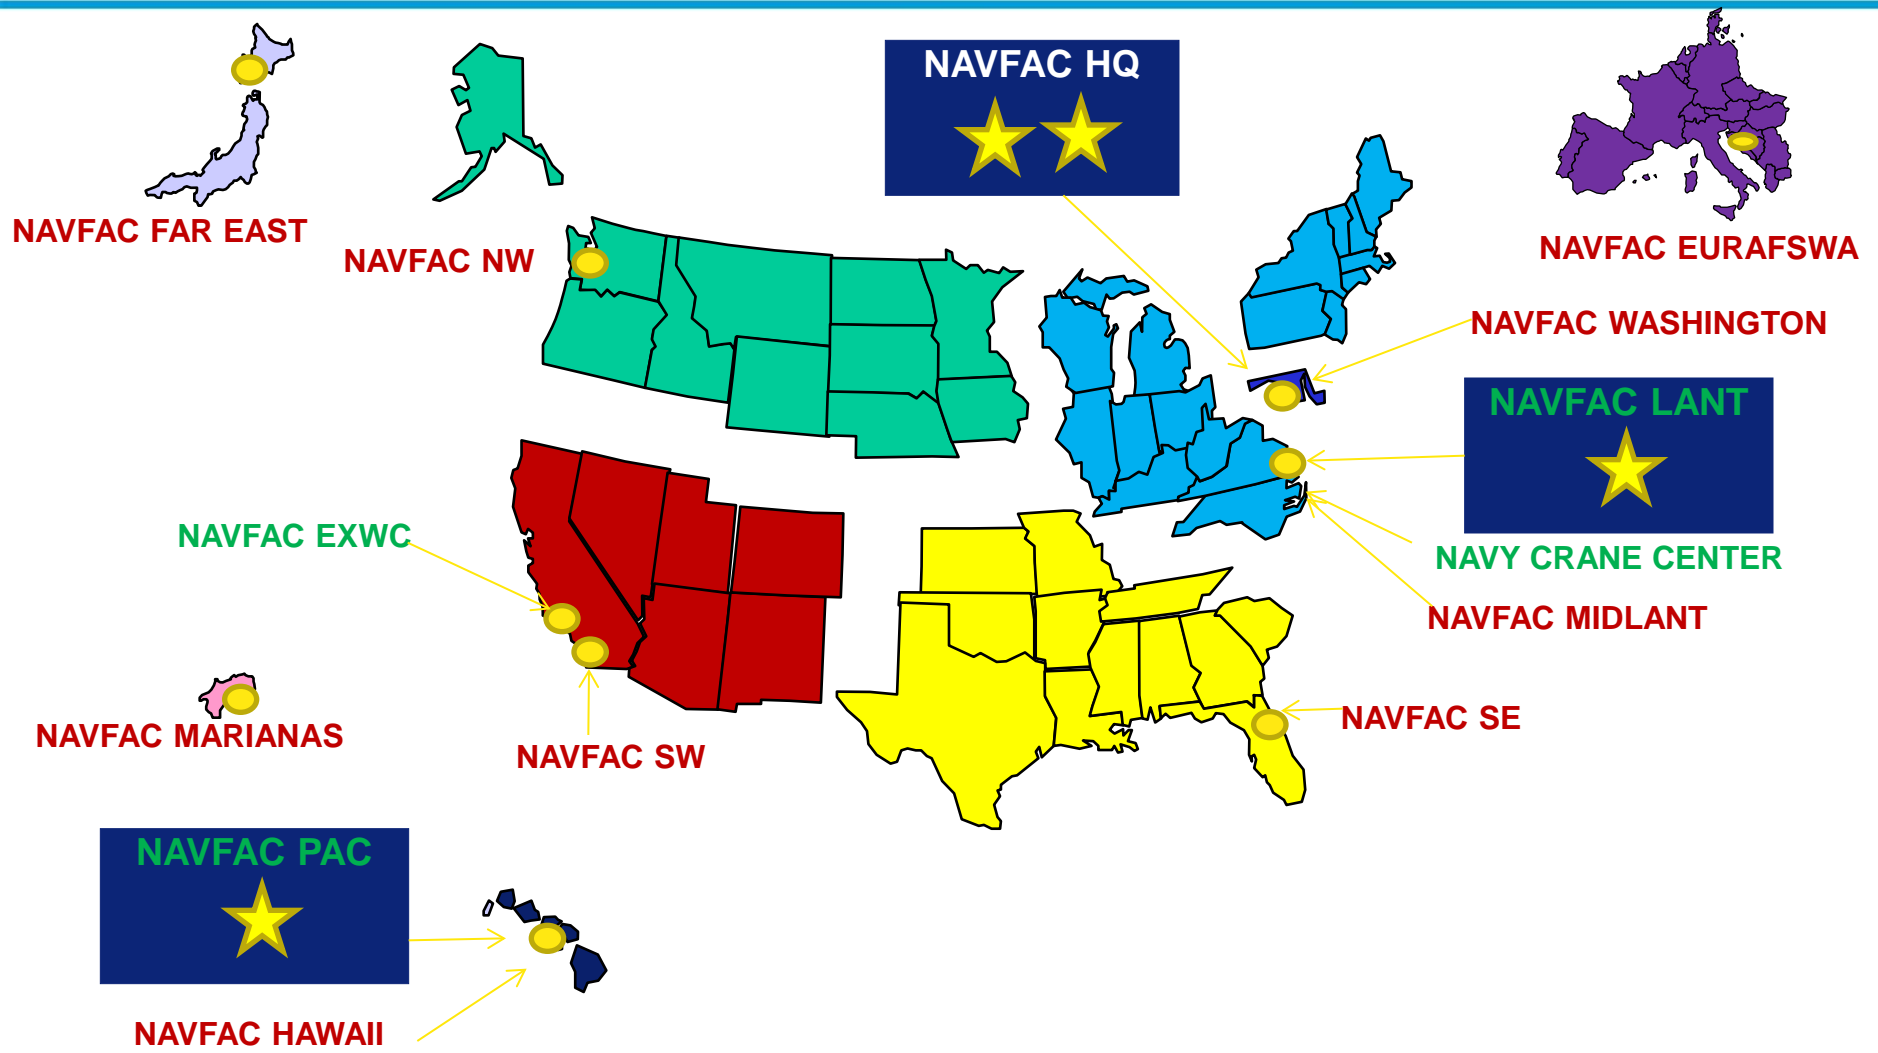 NAVFAC HQ
NAVFAC FAR EAST
NAVFAC NW
NAVFAC EURAFSWA
NAVFAC WASHINGTON
NAVFAC LANT
NAVFAC EXWC
NAVY CRANE CENTER
NAVFAC MIDLANT
NAVFAC MARIANAS
NAVFAC SW
NAVFAC SE
NAVFAC PAC
NAVFAC HAWAII